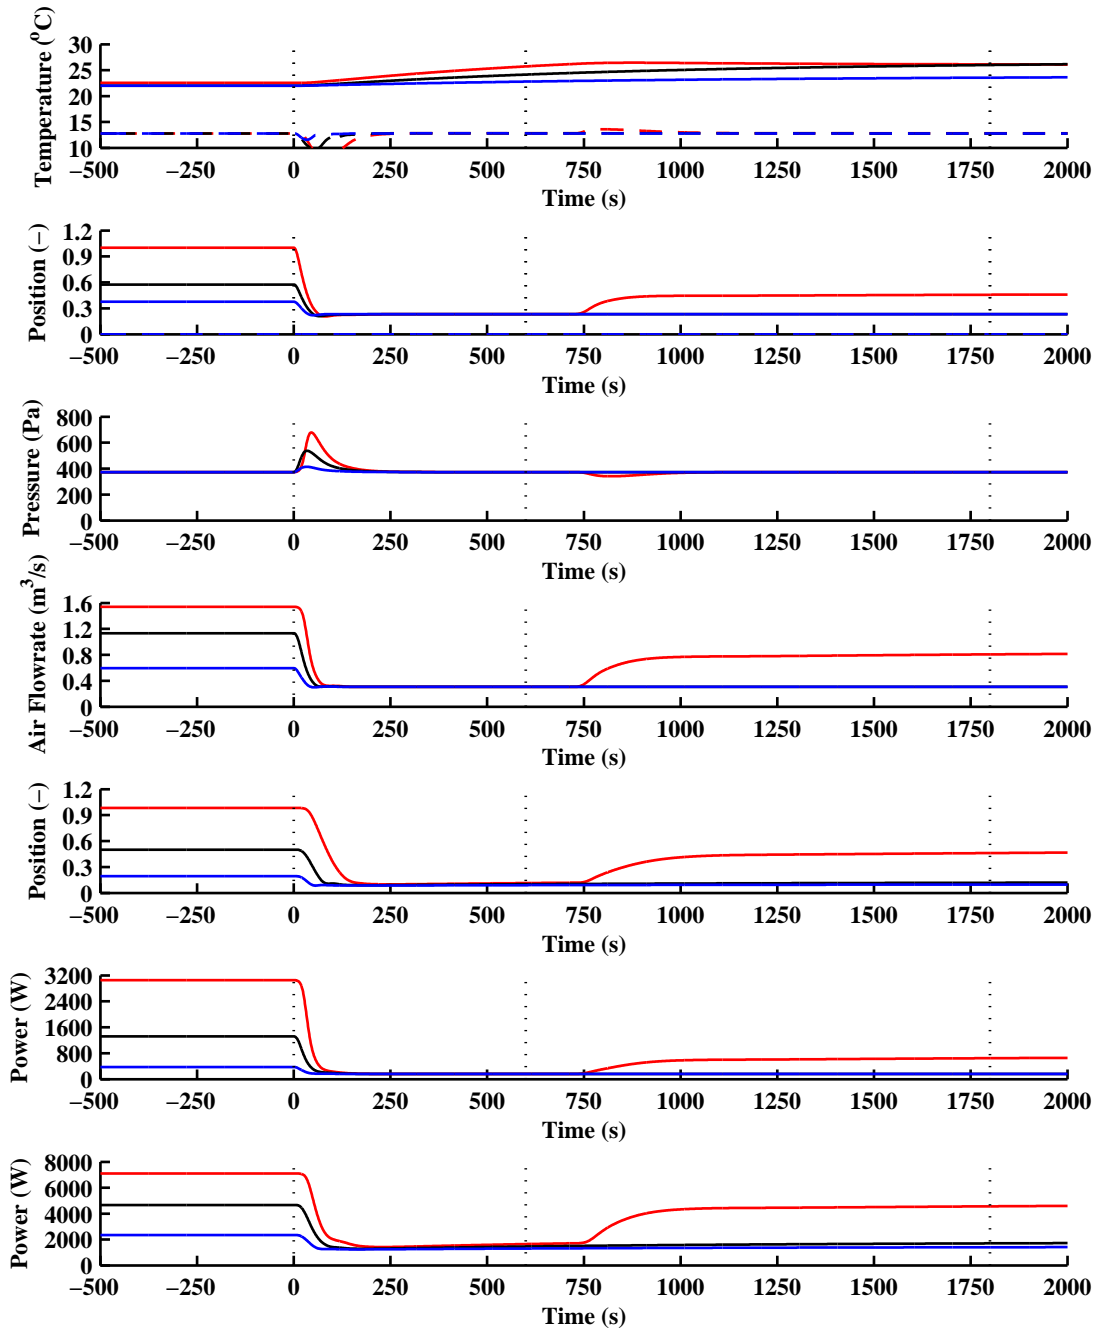 Temperature (°C)
30
25
20
15
10
−500 −250 0 250 500 750 1000 1250 1500 1750 2000
Time (s)
Position (−)
1.2
0.9
0.6
0.3
0
−500 −250 0 250 500 750 1000 1250 1500 1750 2000
Time (s)
Pressure (Pa)
800
600
400
200
0
−500 −250 0 250 500 750 1000 1250 1500 1750 2000
Time (s)
Air Flowrate (m³/s)
1.6
1.2
0.8
0.4
0
−500 −250 0 250 500 750 1000 1250 1500 1750 2000
Time (s)
Position (−)
1.2
0.9
0.6
0.3
0
−500 −250 0 250 500 750 1000 1250 1500 1750 2000
Time (s)
Power (W)
3200
2400
1600
800
0
−500 −250 0 250 500 750 1000 1250 1500 1750 2000
Time (s)
Power (W)
8000
6000
4000
2000
0
−500 −250 0 250 500 750 1000 1250 1500 1750 2000
Time (s)